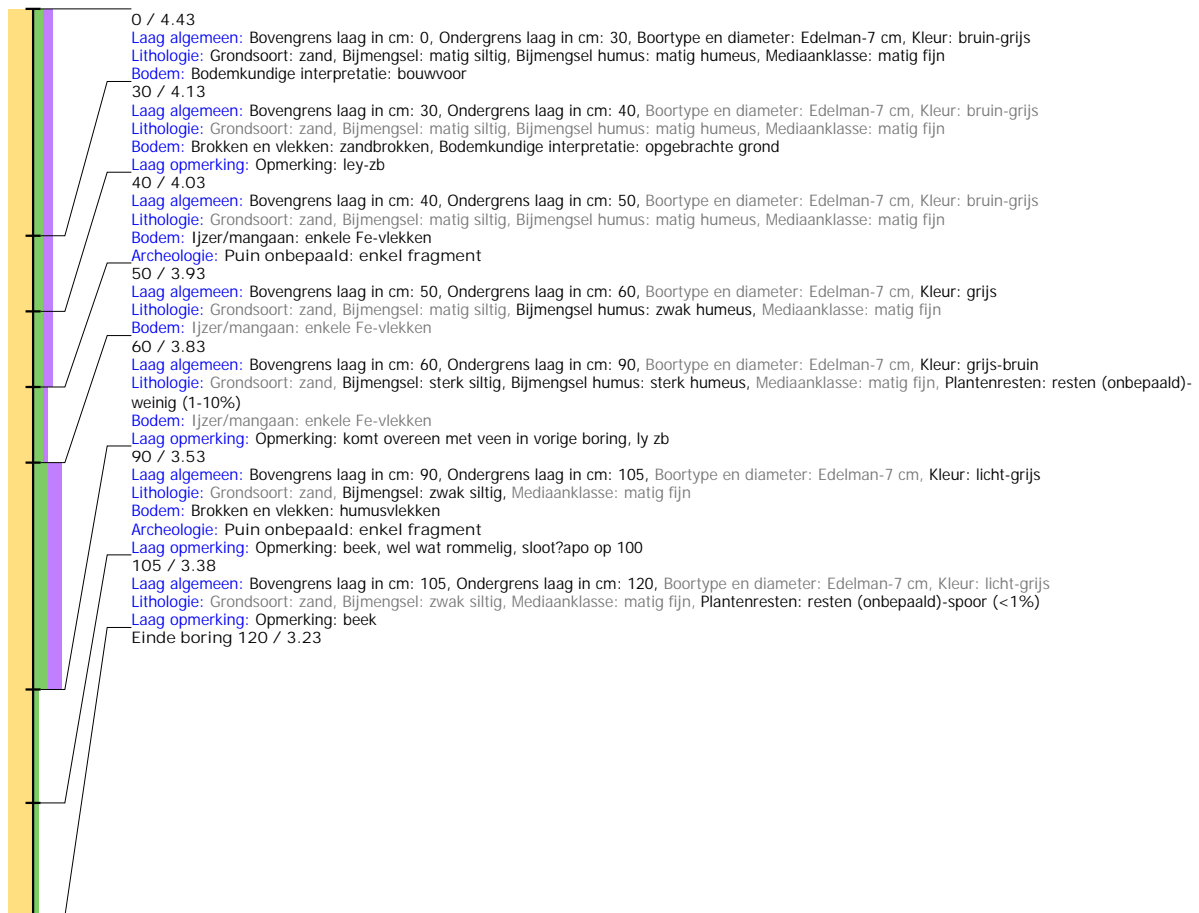 0 / 4.43
Laag algemeen: Bovengrens laag in cm: 0, Ondergrens laag in cm: 30, Boortype en diameter: Edelman-7 cm, Kleur: bruin-grijs
Lithologie: Grondsoort: zand, Bijmengsel: matig siltig, Bijmengsel humus: matig humeus, Mediaanklasse: matig fijn
Bodem: Bodemkundige interpretatie: bouwvoor
30 / 4.13
Laag algemeen: Bovengrens laag in cm: 30, Ondergrens laag in cm: 40, Boortype en diameter: Edelman-7 cm, Kleur: bruin-grijs
Lithologie: Grondsoort: zand, Bijmengsel: matig siltig, Bijmengsel humus: matig humeus, Mediaanklasse: matig fijn
Bodem: Brokken en vlekken: zandbrokken, Bodemkundige interpretatie: opgebrachte grond
Laag opmerking: Opmerking: ley-zb
40 / 4.03
Laag algemeen: Bovengrens laag in cm: 40, Ondergrens laag in cm: 50, Boortype en diameter: Edelman-7 cm, Kleur: bruin-grijs
Lithologie: Grondsoort: zand, Bijmengsel: matig siltig, Bijmengsel humus: matig humeus, Mediaanklasse: matig fijn
Bodem: Ijzer/mangaan: enkele Fe-vlekken
Archeologie: Puin onbepaald: enkel fragment
50 / 3.93
Laag algemeen: Bovengrens laag in cm: 50, Ondergrens laag in cm: 60, Boortype en diameter: Edelman-7 cm, Kleur: grijs
Lithologie: Grondsoort: zand, Bijmengsel: matig siltig, Bijmengsel humus: zwak humeus, Mediaanklasse: matig fijn
Bodem: Ijzer/mangaan: enkele Fe-vlekken
60 / 3.83
Laag algemeen: Bovengrens laag in cm: 60, Ondergrens laag in cm: 90, Boortype en diameter: Edelman-7 cm, Kleur: grijs-bruin
Lithologie: Grondsoort: zand, Bijmengsel: sterk siltig, Bijmengsel humus: sterk humeus, Mediaanklasse: matig fijn, Plantenresten: resten (onbepaald)-
weinig (1-10%)
Bodem: Ijzer/mangaan: enkele Fe-vlekken
Laag opmerking: Opmerking: komt overeen met veen in vorige boring, ly zb
90 / 3.53
Laag algemeen: Bovengrens laag in cm: 90, Ondergrens laag in cm: 105, Boortype en diameter: Edelman-7 cm, Kleur: licht-grijs
Lithologie: Grondsoort: zand, Bijmengsel: zwak siltig, Mediaanklasse: matig fijn
Bodem: Brokken en vlekken: humusvlekken
Archeologie: Puin onbepaald: enkel fragment
Laag opmerking: Opmerking: beek, wel wat rommelig, sloot?apo op 100
105 / 3.38
Laag algemeen: Bovengrens laag in cm: 105, Ondergrens laag in cm: 120, Boortype en diameter: Edelman-7 cm, Kleur: licht-grijs
Lithologie: Grondsoort: zand, Bijmengsel: zwak siltig, Mediaanklasse: matig fijn, Plantenresten: resten (onbepaald)-spoor (<1%)
Laag opmerking: Opmerking: beek
Einde boring 120 / 3.23